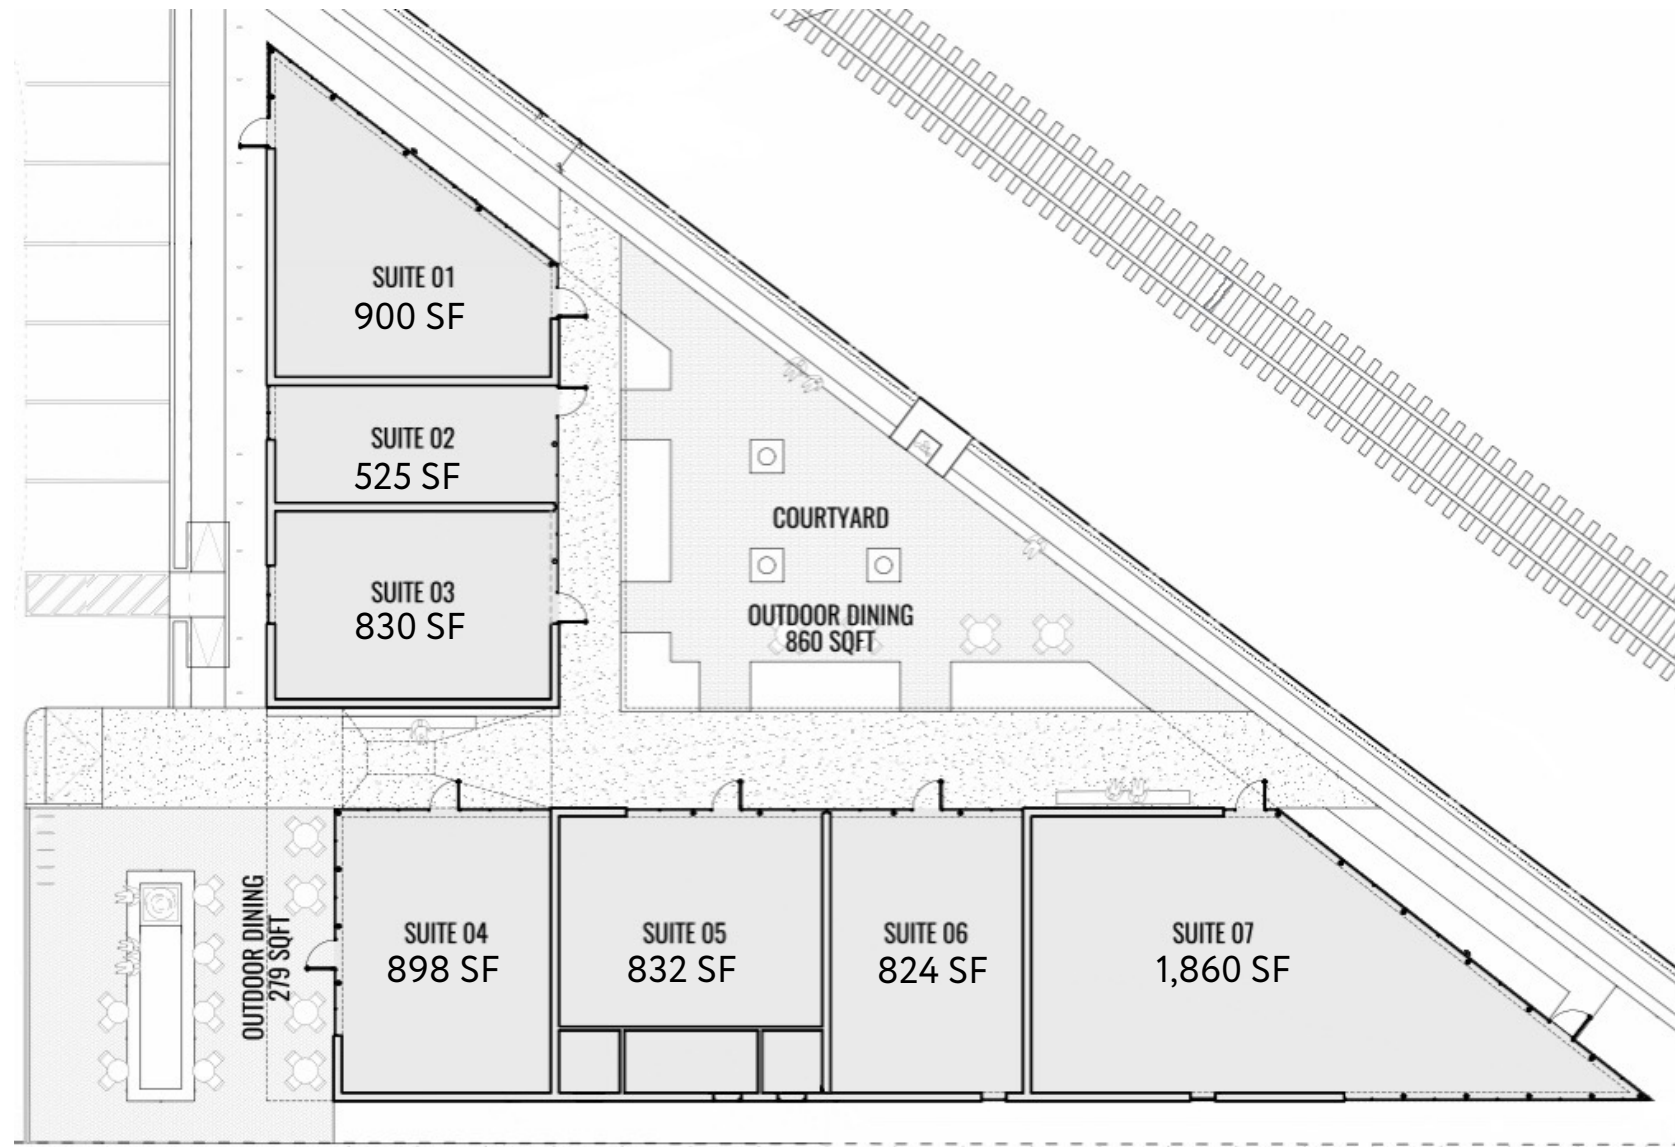 SUITE 01
900 SF
SUITE 02
525 SF
COURTYARD
SUITE 03
830 SF
OUTDOOR DINING
860 SQFT
OUTDOOR DINING
279 SQFT
SUITE 04
898 SF
SUITE 05
832 SF
SUITE 06
824 SF
SUITE 07
1,860 SF